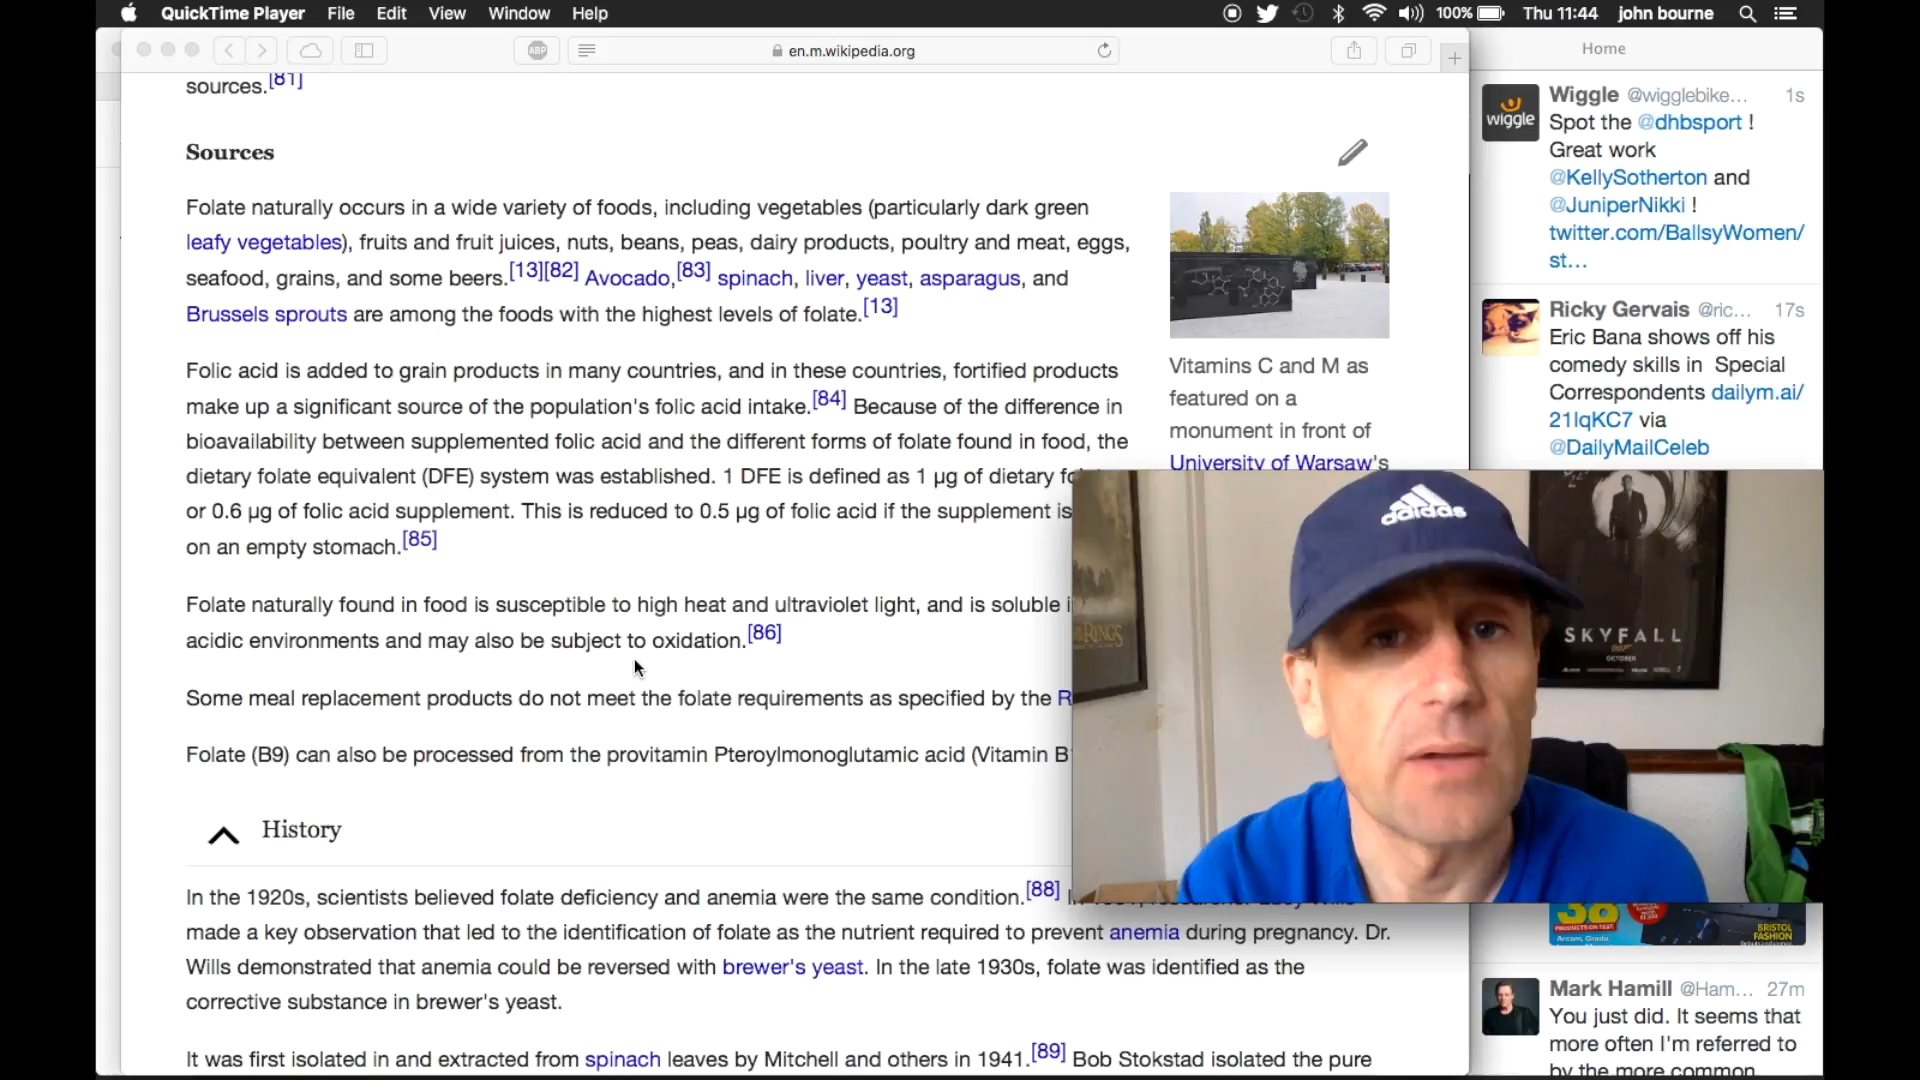 QuickTime Player File Edit View Window Help 100% Thu 11:44 john bourne
ABP en.m.wikipedia.org
sources.[81]
Sources
Folate naturally occurs in a wide variety of foods, including vegetables (particularly dark green
leafy vegetables), fruits and fruit juices, nuts, beans, peas, dairy products, poultry and meat, eggs,
seafood, grains, and some beers.[13][82] Avocado,[83] spinach, liver, yeast, asparagus, and
Brussels sprouts are among the foods with the highest levels of folate.[13]
Folic acid is added to grain products in many countries, and in these countries, fortified products
make up a significant source of the population's folic acid intake.[84] Because of the difference in
bioavailability between supplemented folic acid and the different forms of folate found in food, the
dietary folate equivalent (DFE) system was established. 1 DFE is defined as 1 µg of dietary
or 0.6 µg of folic acid supplement. This is reduced to 0.5 µg of folic acid if the supplement is
on an empty stomach.[85]
Folate naturally found in food is susceptible to high heat and ultraviolet light, and is soluble
acidic environments and may also be subject to oxidation.[86]
Some meal replacement products do not meet the folate requirements as specified by the
Folate (B9) can also be processed from the provitamin Pteroylmonoglutamic acid (Vitamin
History
In the 1920s, scientists believed folate deficiency and anemia were the same condition.[88]
made a key observation that led to the identification of folate as the nutrient required to prevent anemia during pregnancy. Dr.
Wills demonstrated that anemia could be reversed with brewer's yeast. In the late 1930s, folate was identified as the
corrective substance in brewer's yeast.
It was first isolated in and extracted from spinach leaves by Mitchell and others in 1941.[89] Bob Stokstad isolated the pure
Vitamins C and M as
featured on a
monument in front of
University of Warsaw's
RINGS
adidas
SKYFALL
007
OCTOBER
Home
wiggle
Wiggle @wigglebike... 1s
Spot the @dhbsport !
Great work
@KellySotherton and
@JuniperNikki !
twitter.com/BallsyWomen/
st...
Ricky Gervais @ric... 17s
Eric Bana shows off his
comedy skills in Special
Correspondents dailym.ai/
21lqKC7 via
@DailyMailCeleb
38
PRODUCTS ON TEST
BRISTOL
FASHION
Mark Hamill @Ham... 27m
You just did. It seems that
more often I'm referred to
by the more common